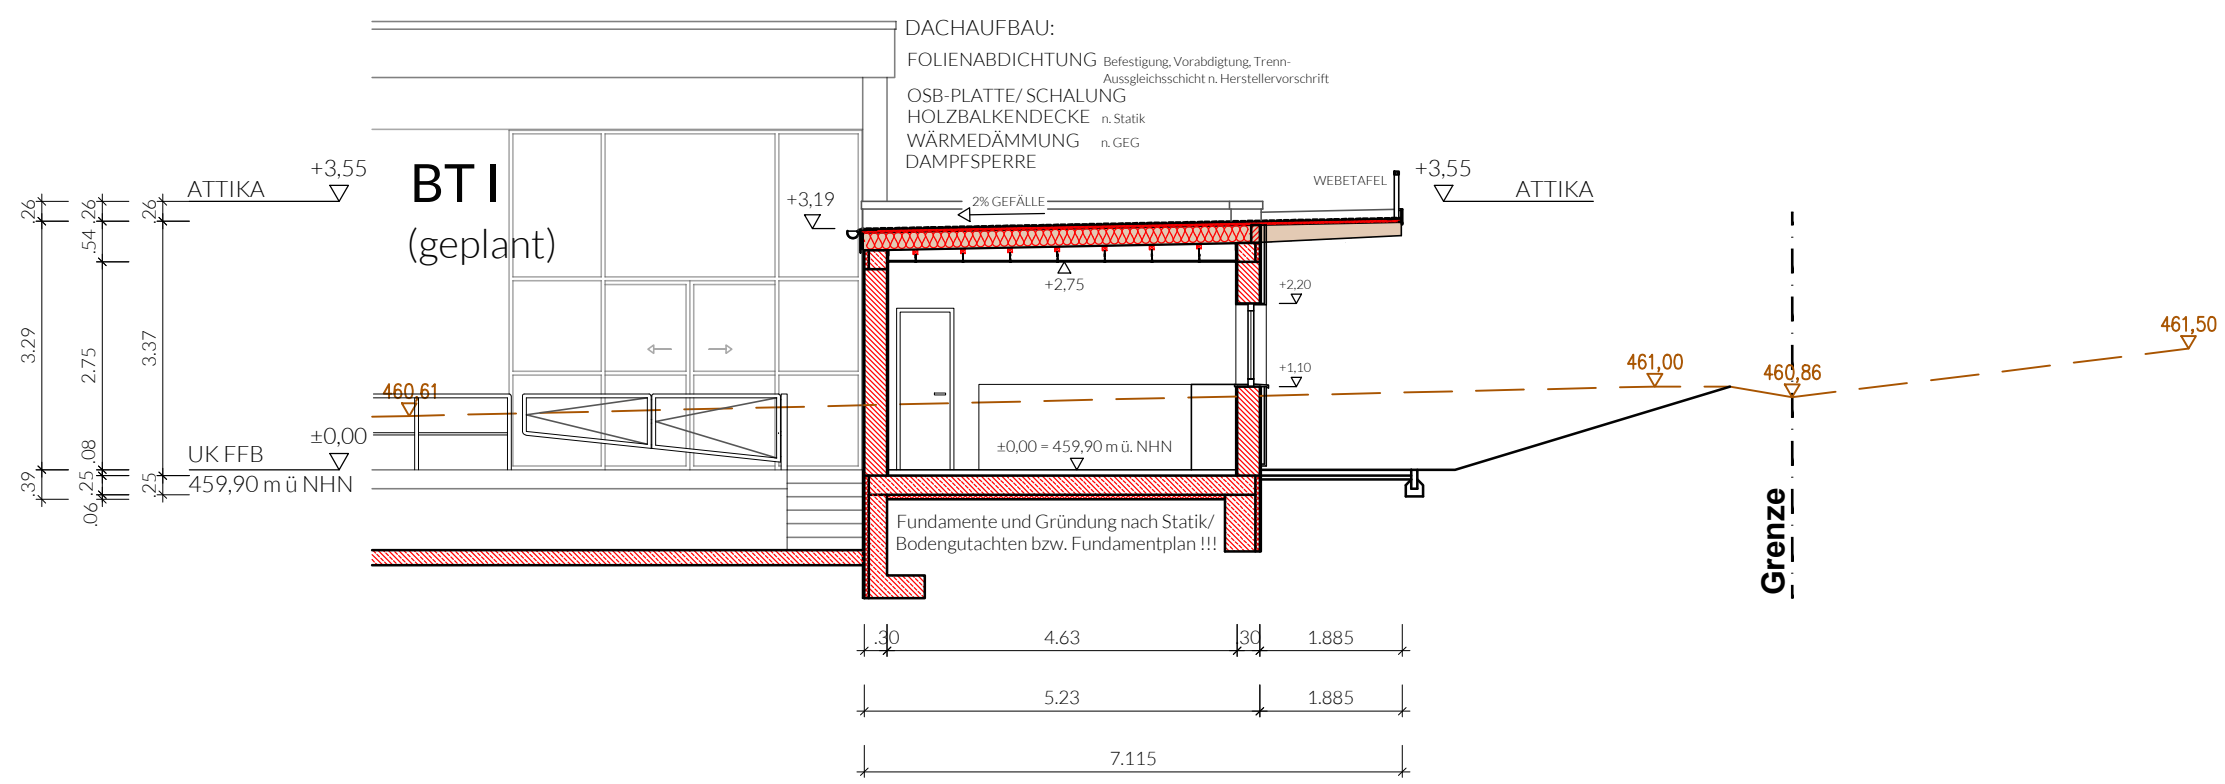 DACHAUFBAU:
FOLIENABDICHTUNG Befestigung, Vorabdigtung, Trenn-
Aussgleichsschicht n. Herstellervorschrift
OSB-PLATTE/ SCHALUNG
HOLZBALKENDECKE n. Statik
WÄRMEDÄMMUNG n. GEG
DAMPFSPERRE
+3,55
ATTIKA
BT I
(geplant)
+3,19
2% GEFÄLLE
WEBETAFEL
+3,55
ATTIKA
.26
.26
.26
.54
3.29
2.75
3.37
+2,75
+2,20
+1,10
460,61
461,00
460,86
461,50
±0,00
UK FFB
459,90 m ü NHN
±0,00 = 459,90 m ü. NHN
.08
.39
.25
.25
.06
Fundamente und Gründung nach Statik/
Bodengutachten bzw. Fundamentplan !!!
Grenze
.30
4.63
.30
1.885
5.23
1.885
7.115